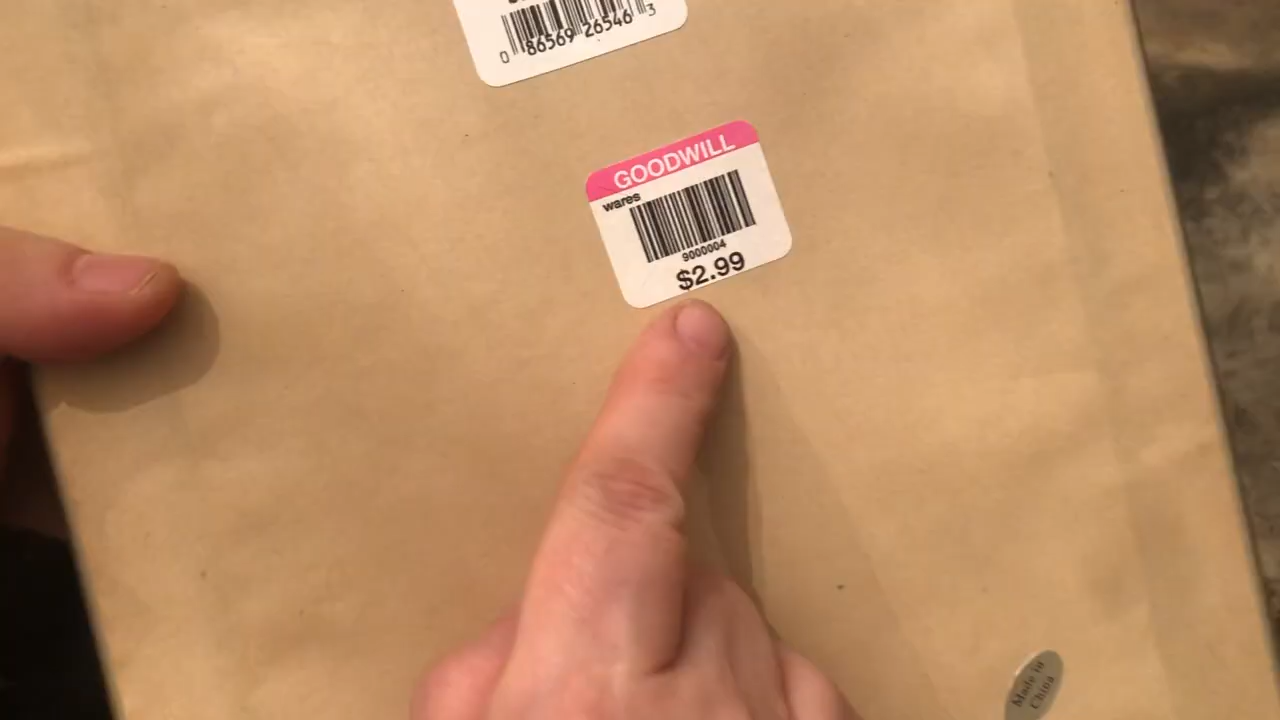 0 86569 26546 3
GOODWILL
wares
9000004
$2.99
Made in
China